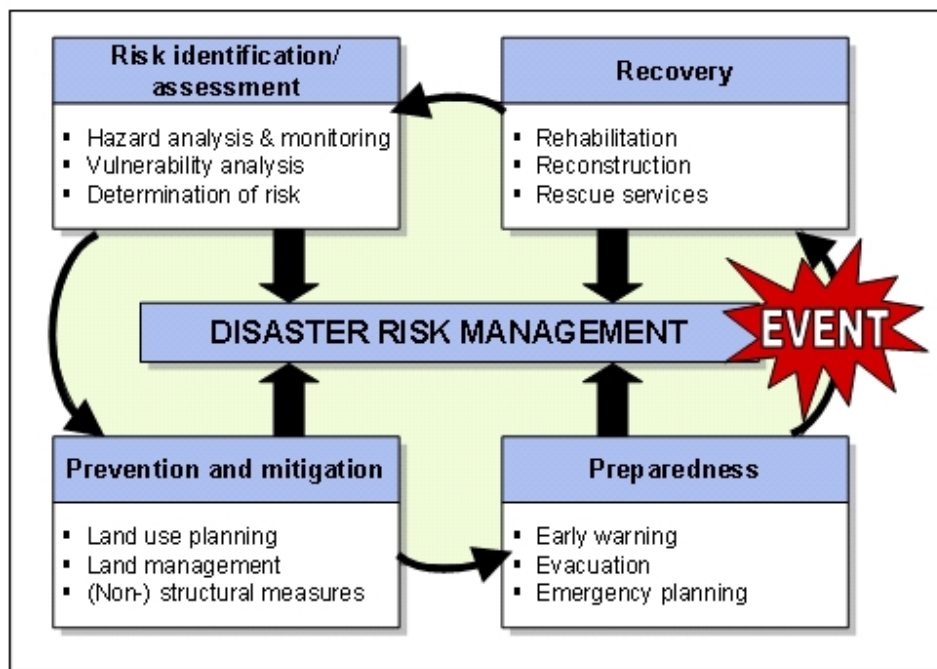 Risk identification/
assessment
▪ Hazard analysis & monitoring
▪ Vulnerability analysis
▪ Determination of risk
Recovery
▪ Rehabilitation
▪ Reconstruction
▪ Rescue services
DISASTER RISK MANAGEMENT
EVENT
Prevention and mitigation
▪ Land use planning
▪ Land management
▪ (Non-) structural measures
Preparedness
▪ Early warning
▪ Evacuation
▪ Emergency planning